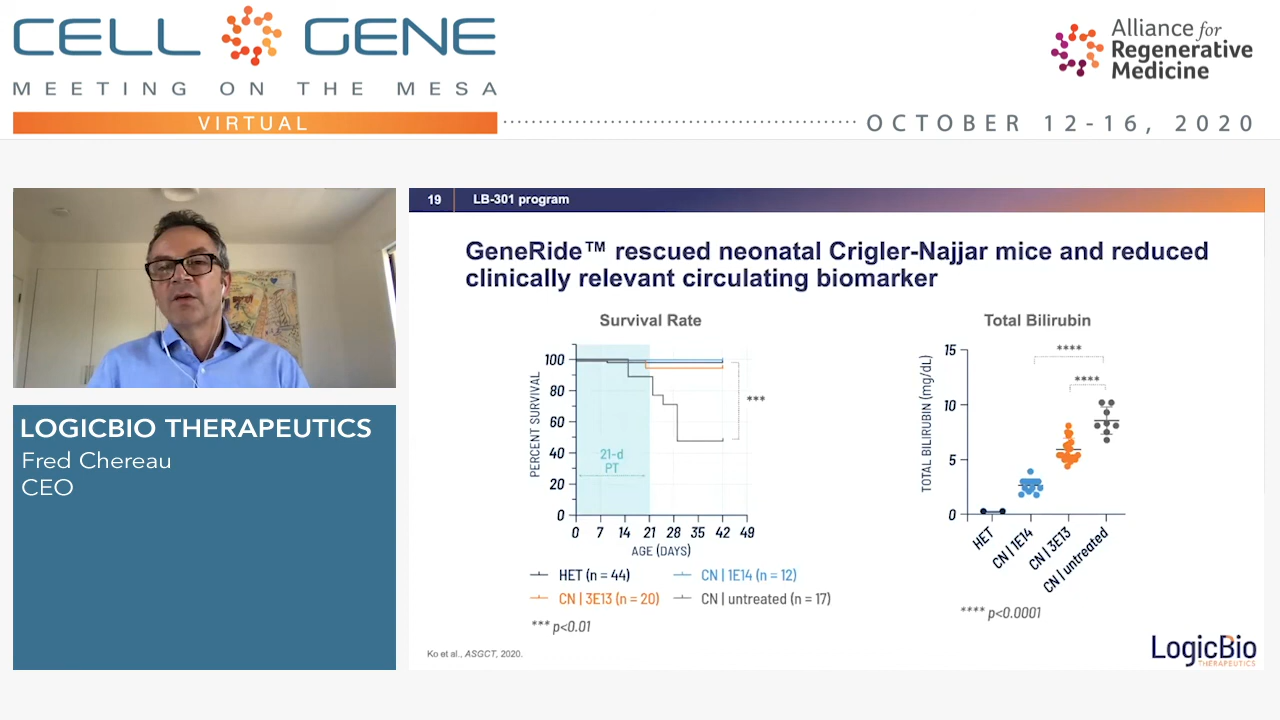 CELL GENE
MEETING ON THE MESA
VIRTUAL
OCTOBER 12-16, 2020
Alliance for
Regenerative
Medicine
LOGICBIO THERAPEUTICS
Fred Chereau
CEO
19 LB-301 program
GeneRide™ rescued neonatal Crigler-Najjar mice and reduced
clinically relevant circulating biomarker
Survival Rate
PERCENT SURVIVAL
100
80
60
40
20
0
21-d
PT
***
0 7 14 21 28 35 42 49
AGE (DAYS)
HET (n = 44) CN | 1E14 (n = 12)
CN | 3E13 (n = 20) CN | untreated (n = 17)
*** p<0.01
Total Bilirubin
TOTAL BILIRUBIN (mg/dL)
15
10
5
0
****
****
HET
CN | 1E14
CN | 3E13
CN | untreated
**** p<0.0001
Ko et al., ASGCT, 2020.
LogicBio
THERAPEUTICS